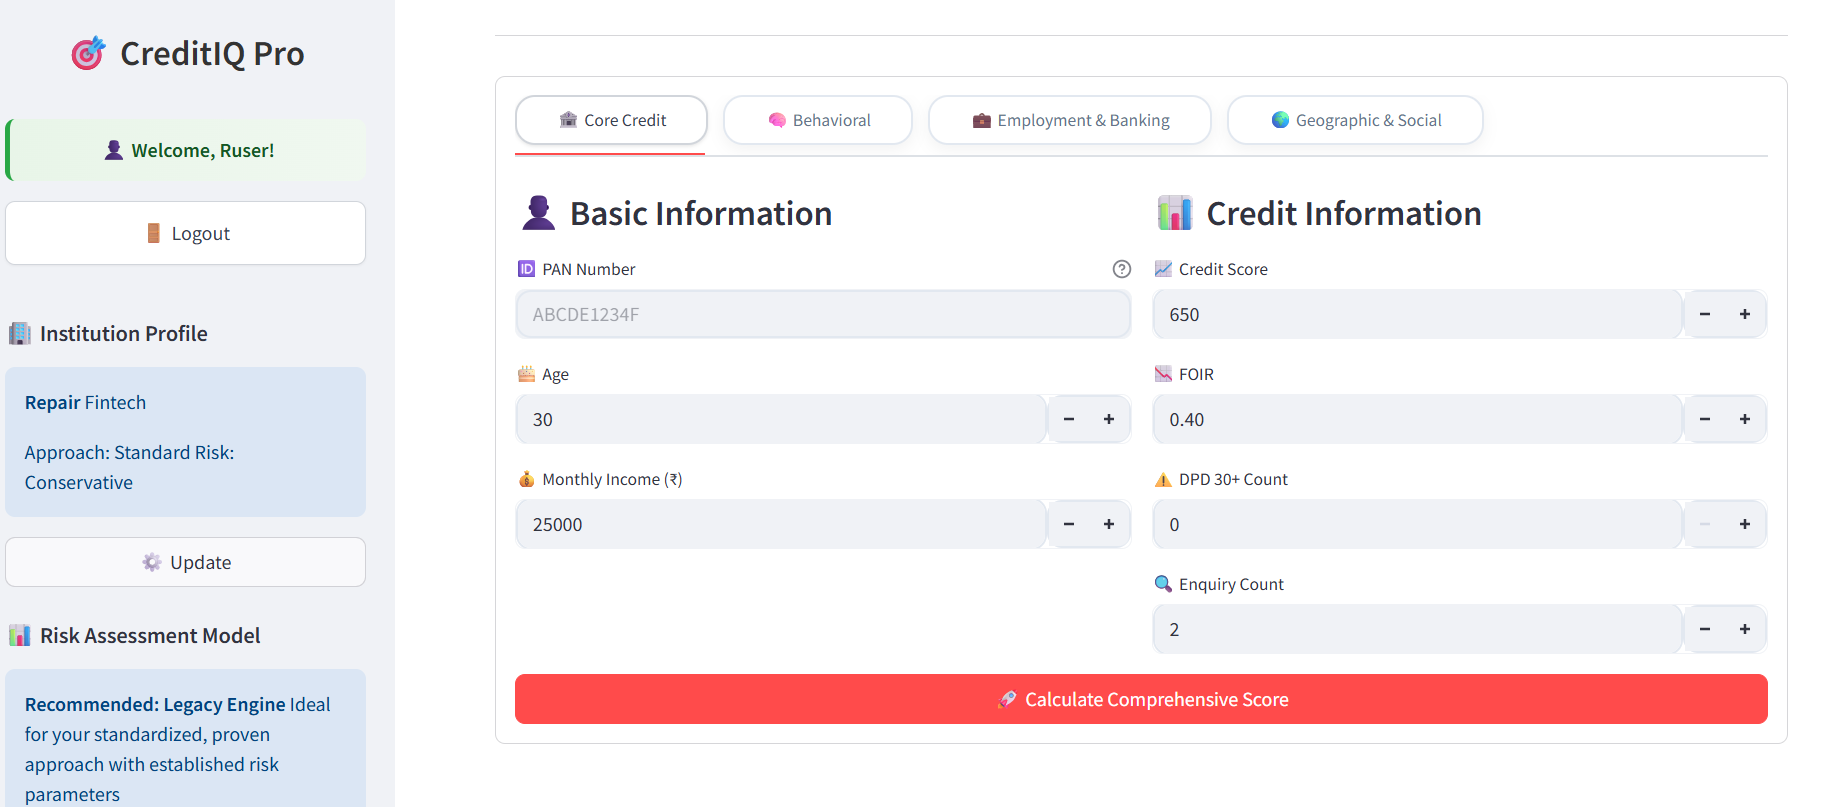 CreditIQ Pro
Welcome, Ruser!
Logout
Institution Profile
Repair Fintech
Approach: Standard Risk:
Conservative
Update
Risk Assessment Model
Recommended: Legacy Engine Ideal
for your standardized, proven
approach with established risk
parameters
Core Credit
Behavioral
Employment & Banking
Geographic & Social
Basic Information
ID PAN Number
ABCDE1234F
Age
30
Monthly Income (₹)
25000
Credit Information
Credit Score
650
FOIR
0.40
DPD 30+ Count
0
Enquiry Count
2
Calculate Comprehensive Score